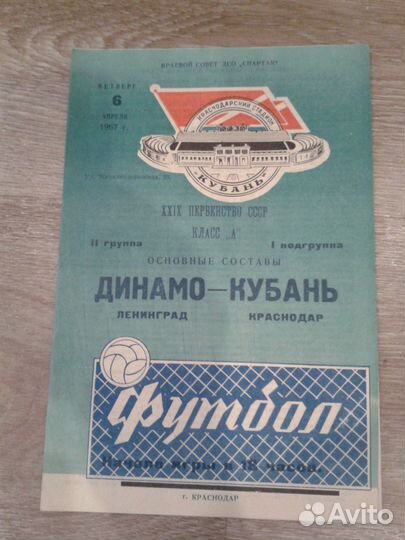 КРАЕВОЙ СОВЕТ ДСО „СПАРТАК"
ЧЕТВЕРГ
6
АПРЕЛЯ
1967 г.
КРАСНОДАРСКИЙ СТАДИОН
КУБАНЬ
XXIX ПЕРВЕНСТВО СССР
КЛАСС „А"
II группа
I подгруппа
ОСНОВНЫЕ СОСТАВЫ
ДИНАМО—КУБАНЬ
ЛЕНИНГРАД
КРАСНОДАР
Футбол
Начало игры в 18 часов.
г. КРАСНОДАР
Avito